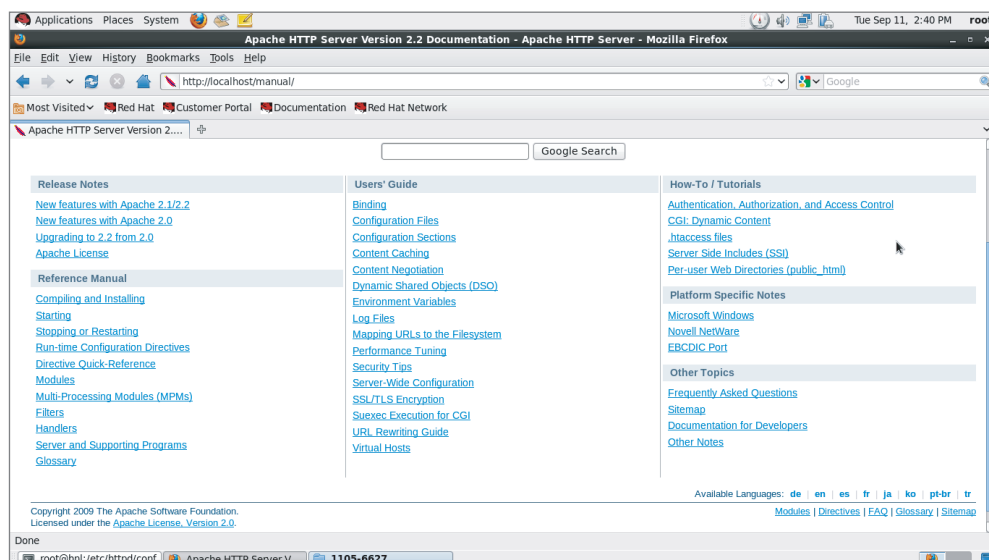 Applications Places System Tue Sep 11, 2:40 PM root
Apache HTTP Server Version 2.2 Documentation - Apache HTTP Server - Mozilla Firefox
File Edit View History Bookmarks Tools Help
http://localhost/manual/ Google
Most Visited Red Hat Customer Portal Documentation Red Hat Network
Apache HTTP Server Version 2....
Google Search
Release Notes
New features with Apache 2.1/2.2
New features with Apache 2.0
Upgrading to 2.2 from 2.0
Apache License
Reference Manual
Compiling and Installing
Starting
Stopping or Restarting
Run-time Configuration Directives
Directive Quick-Reference
Modules
Multi-Processing Modules (MPMs)
Filters
Handlers
Server and Supporting Programs
Glossary
Users' Guide
Binding
Configuration Files
Configuration Sections
Content Caching
Content Negotiation
Dynamic Shared Objects (DSO)
Environment Variables
Log Files
Mapping URLs to the Filesystem
Performance Tuning
Security Tips
Server-Wide Configuration
SSL/TLS Encryption
Suexec Execution for CGI
URL Rewriting Guide
Virtual Hosts
How-To / Tutorials
Authentication, Authorization, and Access Control
CGI: Dynamic Content
.htaccess files
Server Side Includes (SSI)
Per-user Web Directories (public_html)
Platform Specific Notes
Microsoft Windows
Novell NetWare
EBCDIC Port
Other Topics
Frequently Asked Questions
Sitemap
Documentation for Developers
Other Notes
Available Languages: de | en | es | fr | ja | ko | pt-br | tr
Copyright 2009 The Apache Software Foundation.
Licensed under the Apache License, Version 2.0.
Modules | Directives | FAQ | Glossary | Sitemap
Done
root@hpl:/etc/httpd/conf Apache HTTP Server V... 1105-6627